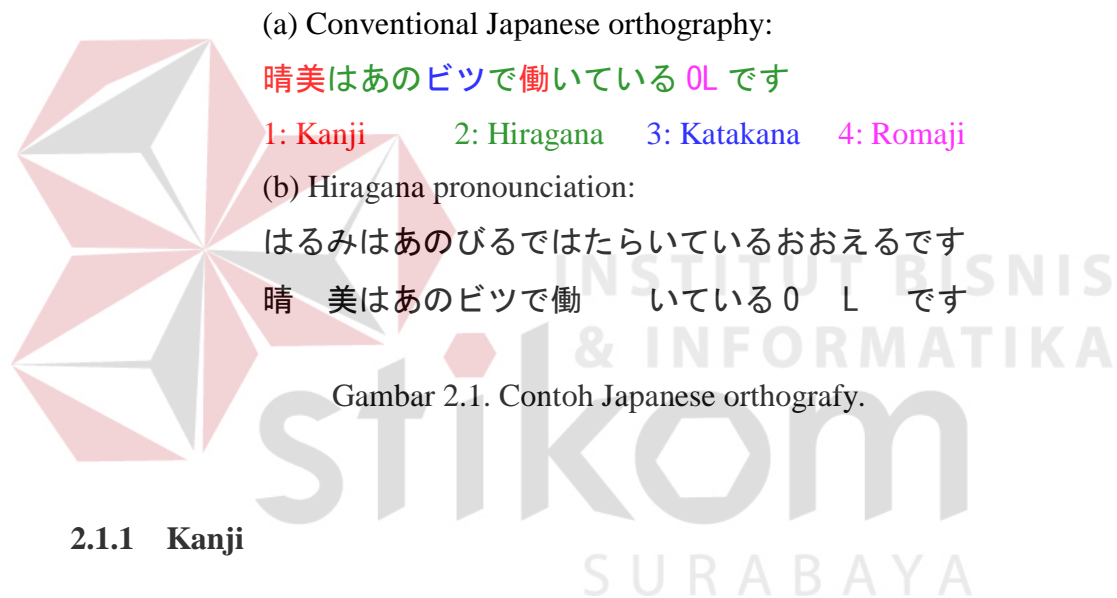 (a) Conventional Japanese orthography:
晴美はあのビツで働いている OL です
1: Kanji 2: Hiragana 3: Katakana 4: Romaji
(b) Hiragana pronounciation:
はるみはあのびるではたらいているおおえるです
晴 美はあのビツで働 いている O L です
Gambar 2.1. Contoh Japanese orthografy.
2.1.1 Kanji
INSTITUT BISNIS
& INFORMATIKA
stikom
SURABAYA